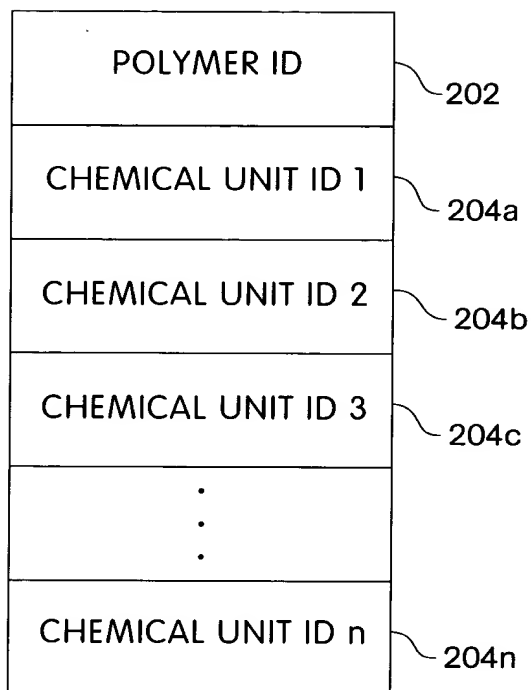 POLYMER ID
202
CHEMICAL UNIT ID 1
204a
CHEMICAL UNIT ID 2
204b
CHEMICAL UNIT ID 3
204c
.
.
.
CHEMICAL UNIT ID n
204n